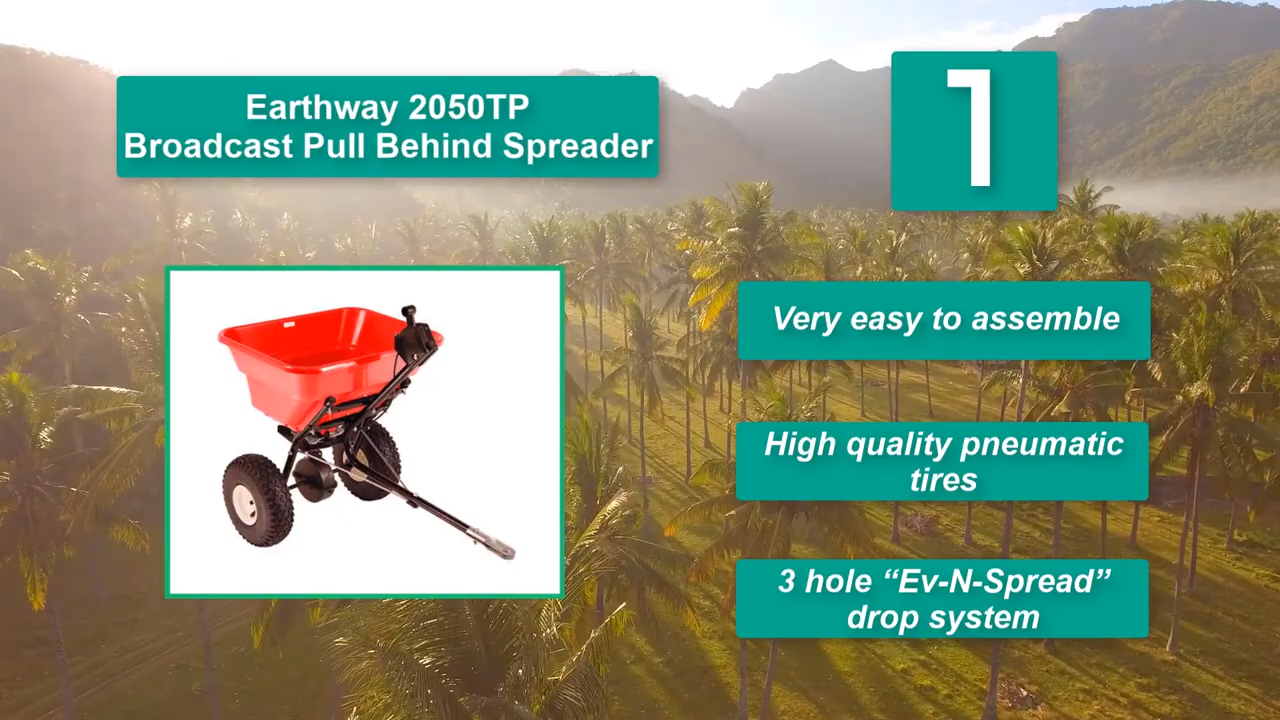 Earthway 2050TP
Broadcast Pull Behind Spreader
1
Very easy to assemble
High quality pneumatic
tires
3 hole “Ev-N-Spread”
drop system